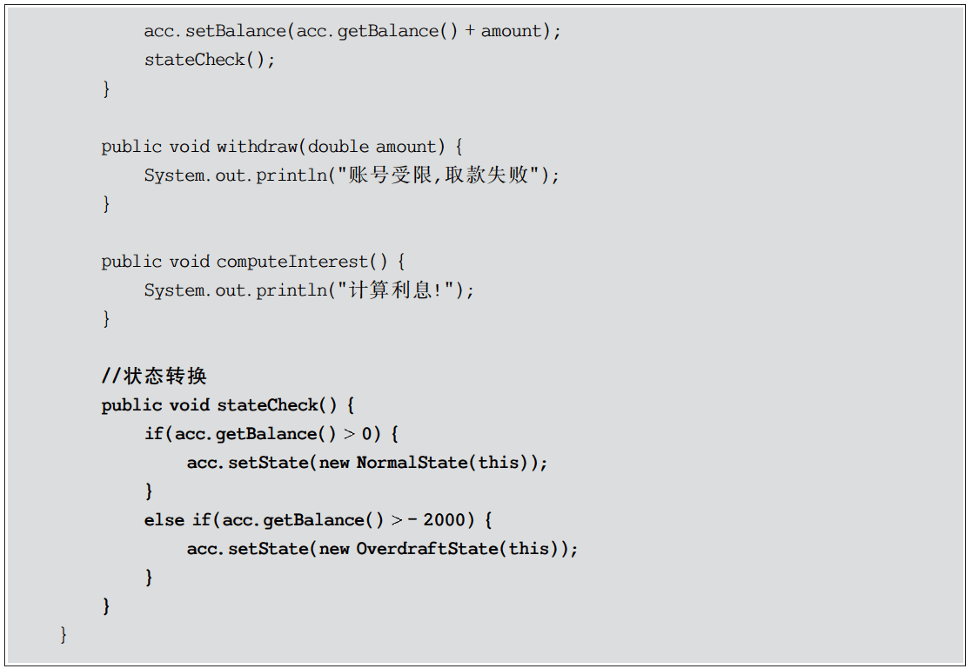 acc.setBalance(acc.getBalance() + amount);
stateCheck();
}
public void withdraw(double amount) {
System.out.println("账号受限,取款失败");
}
public void computeInterest() {
System.out.println("计算利息!");
}
//状态转换
public void stateCheck() {
if(acc.getBalance() > 0) {
acc.setState(new NormalState(this));
}
else if(acc.getBalance() > - 2000) {
acc.setState(new OverdraftState(this));
}
}
}